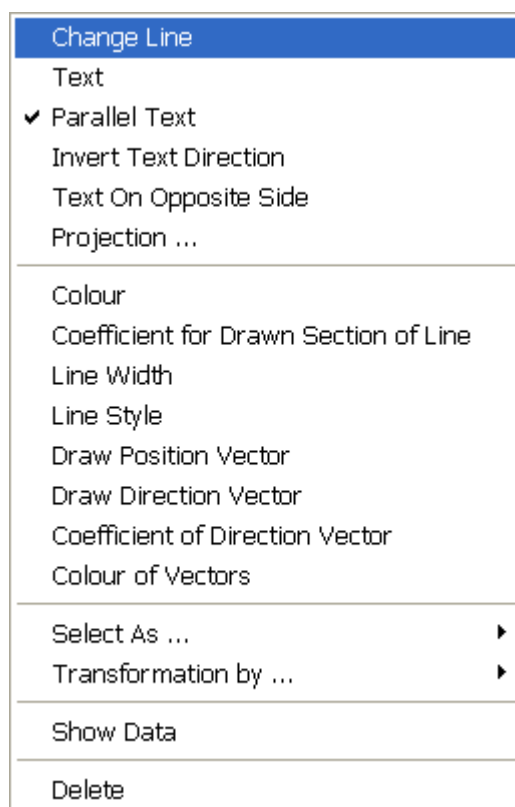 Change Line
Text
Parallel Text
Invert Text Direction
Text On Opposite Side
Projection ...
Colour
Coefficient for Drawn Section of Line
Line Width
Line Style
Draw Position Vector
Draw Direction Vector
Coefficient of Direction Vector
Colour of Vectors
Select As ...
Transformation by ...
Show Data
Delete